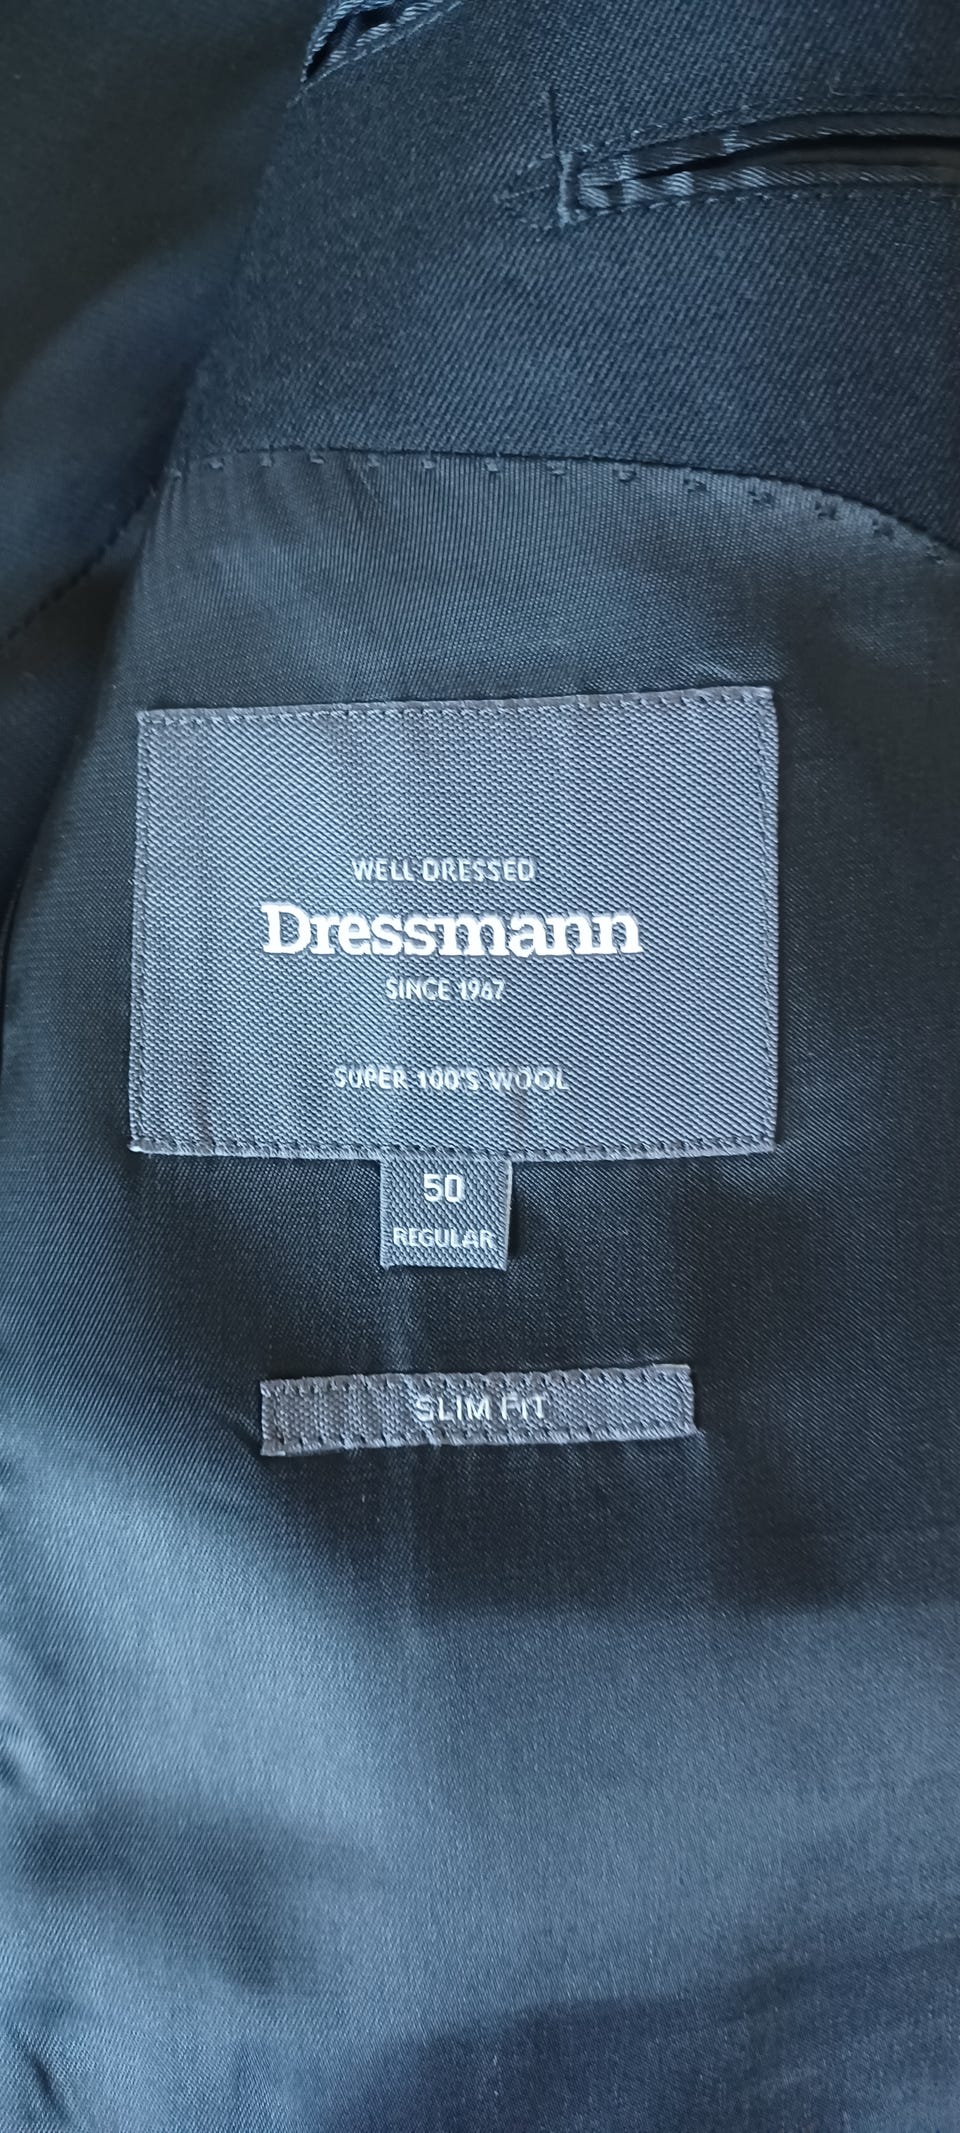 WELL DRESSED
Dressmann
SINCE 1967
SUPER 100'S WOOL
50
REGULAR
SLIM FIT